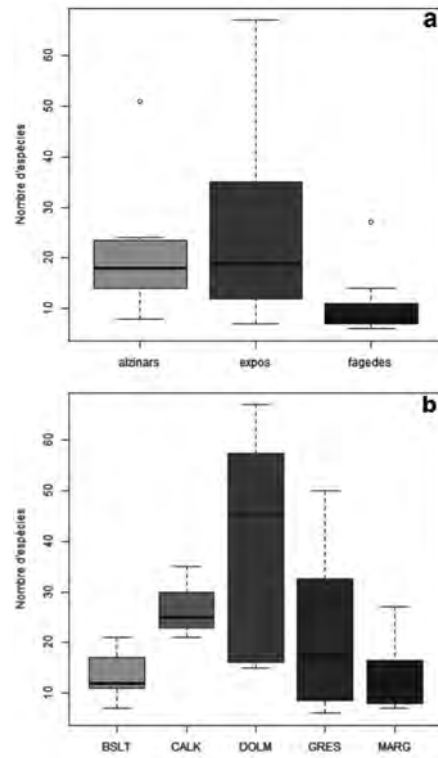 a
Nombre d'espècies
60
50
40
30
20
10
alzinars expos fagedes
b
Nombre d'espècies
60
50
40
30
20
10
BSLT CALK DOLM GRES MARG